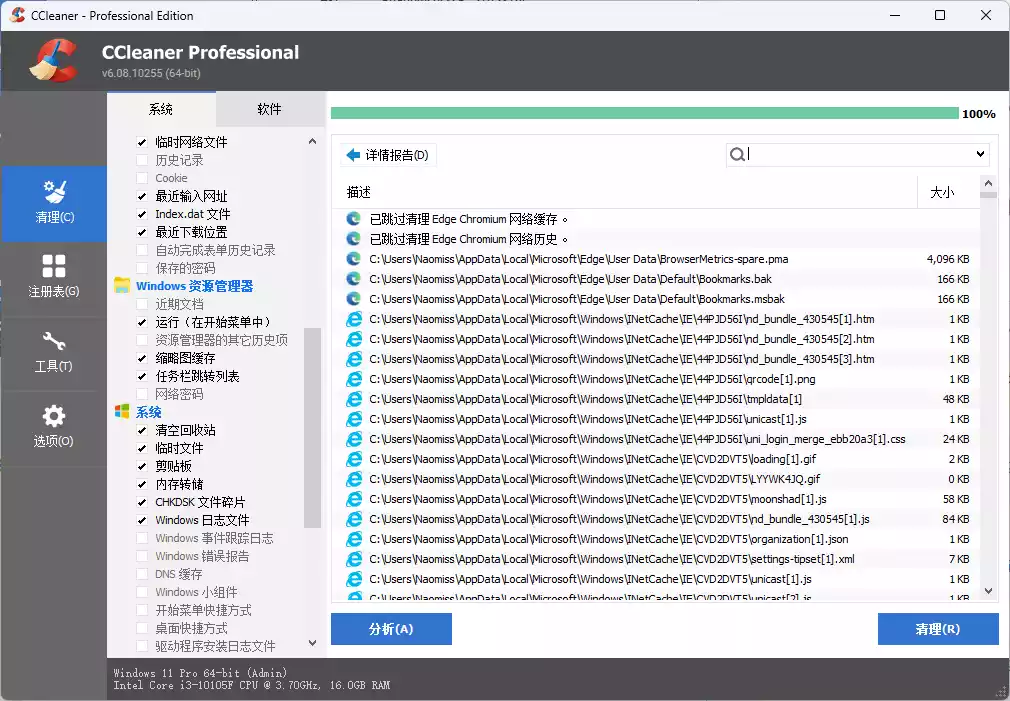 CCleaner - Professional Edition
CCleaner Professional
v6.08.10255 (64-bit)
清理(C)
注册表(G)
工具(T)
选项(O)
系统
软件
临时网络文件
历史记录
Cookie
最近输入网址
Index.dat 文件
最近下载位置
自动完成表单历史记录
保存的密码
Windows 资源管理器
近期文档
运行（在开始菜单中）
资源管理器的其它历史项
缩略图缓存
任务栏跳转列表
网络密码
系统
清空回收站
临时文件
剪贴板
内存转储
CHKDSK 文件碎片
Windows 日志文件
Windows 事件跟踪日志
Windows 错误报告
DNS 缓存
Windows 小组件
开始菜单快捷方式
桌面快捷方式
驱动程序安装日志文件
100%
详情报告(D)
描述 大小
已跳过清理 Edge Chromium 网络缓存。
已跳过清理 Edge Chromium 网络历史。
C:\Users\Naomiss\AppData\Local\Microsoft\Edge\User Data\BrowserMetrics-spare.pma 4,096 KB
C:\Users\Naomiss\AppData\Local\Microsoft\Edge\User Data\Default\Bookmarks.bak 166 KB
C:\Users\Naomiss\AppData\Local\Microsoft\Edge\User Data\Default\Bookmarks.msbak 166 KB
C:\Users\Naomiss\AppData\Local\Microsoft\Windows\INetCache\IE\44PJD56I\nd_bundle_430545[1].htm 1 KB
C:\Users\Naomiss\AppData\Local\Microsoft\Windows\INetCache\IE\44PJD56I\nd_bundle_430545[2].htm 1 KB
C:\Users\Naomiss\AppData\Local\Microsoft\Windows\INetCache\IE\44PJD56I\nd_bundle_430545[3].htm 1 KB
C:\Users\Naomiss\AppData\Local\Microsoft\Windows\INetCache\IE\44PJD56I\qrcode[1].png 1 KB
C:\Users\Naomiss\AppData\Local\Microsoft\Windows\INetCache\IE\44PJD56I\tmpldata[1] 48 KB
C:\Users\Naomiss\AppData\Local\Microsoft\Windows\INetCache\IE\44PJD56I\unicast[1].js 1 KB
C:\Users\Naomiss\AppData\Local\Microsoft\Windows\INetCache\IE\44PJD56I\uni_login_merge_ebb20a3[1].css 24 KB
C:\Users\Naomiss\AppData\Local\Microsoft\Windows\INetCache\IE\CVD2DVT5\loading[1].gif 2 KB
C:\Users\Naomiss\AppData\Local\Microsoft\Windows\INetCache\IE\CVD2DVT5\LYYWK4JQ.gif 0 KB
C:\Users\Naomiss\AppData\Local\Microsoft\Windows\INetCache\IE\CVD2DVT5\moonshad[1].js 58 KB
C:\Users\Naomiss\AppData\Local\Microsoft\Windows\INetCache\IE\CVD2DVT5\nd_bundle_430545[1].js 84 KB
C:\Users\Naomiss\AppData\Local\Microsoft\Windows\INetCache\IE\CVD2DVT5\organization[1].json 1 KB
C:\Users\Naomiss\AppData\Local\Microsoft\Windows\INetCache\IE\CVD2DVT5\settings-tipset[1].xml 7 KB
C:\Users\Naomiss\AppData\Local\Microsoft\Windows\INetCache\IE\CVD2DVT5\unicast[1].js 1 KB
C:\Users\Naomiss\AppData\Local\Microsoft\Windows\INetCache\IE\CVD2DVT5\unicast[2].js 1 KB
分析(A)
清理(R)
Windows 11 Pro 64-bit (Admin)
Intel Core i3-10105F CPU @ 3.70GHz, 16.0GB RAM